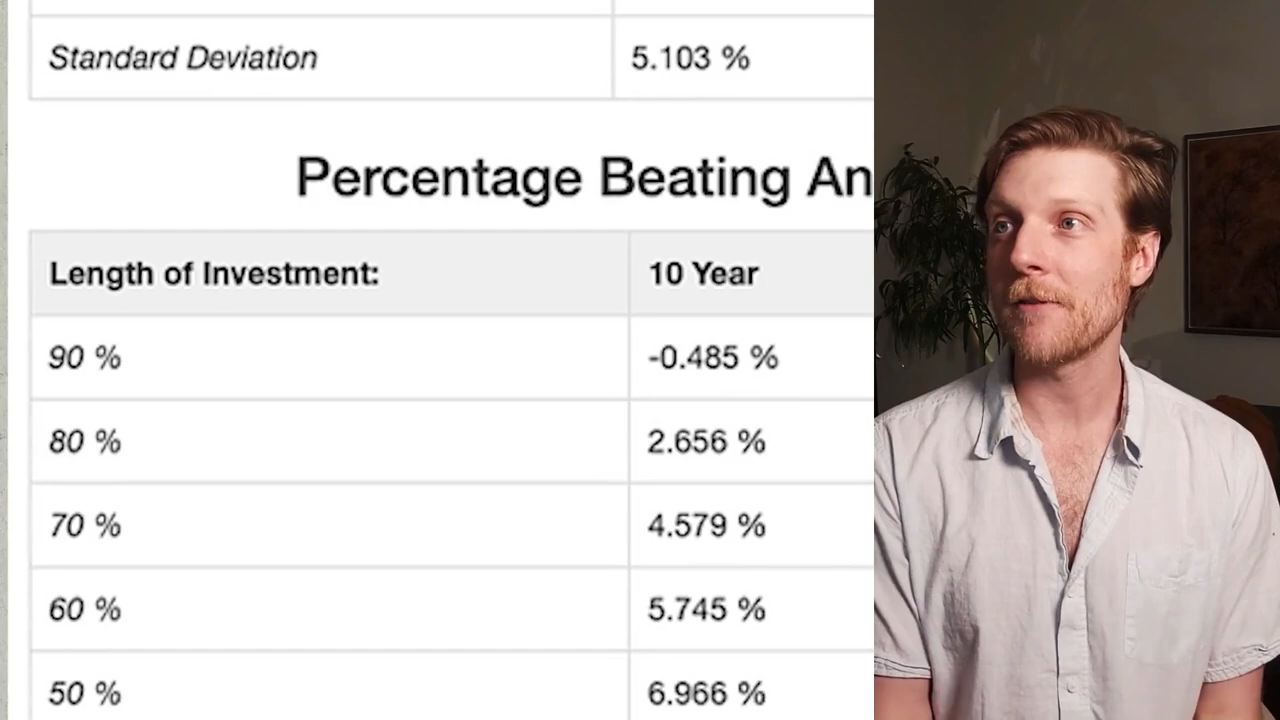 Standard Deviation 5.103 %
Percentage Beating An
Length of Investment: 10 Year
90 % -0.485 %
80 % 2.656 %
70 % 4.579 %
60 % 5.745 %
50 % 6.966 %